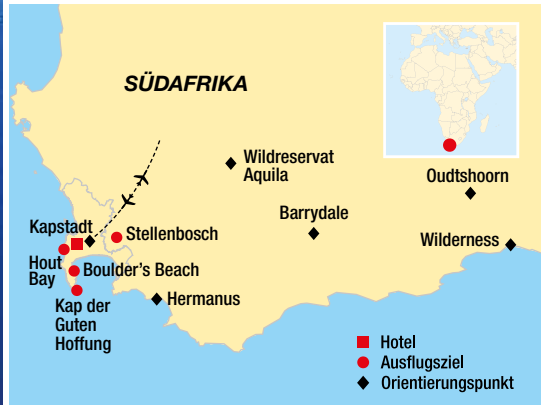 SÜDAFRIKA
Wildreservat
Aquila
Oudtshoorn
Barrydale
Kapstadt
Stellenbosch
Wilderness
Hout
Bay
Boulder's Beach
Hermanus
Kap der
Guten
Hoffung
Hotel
Ausflugsziel
Orientierungspunkt